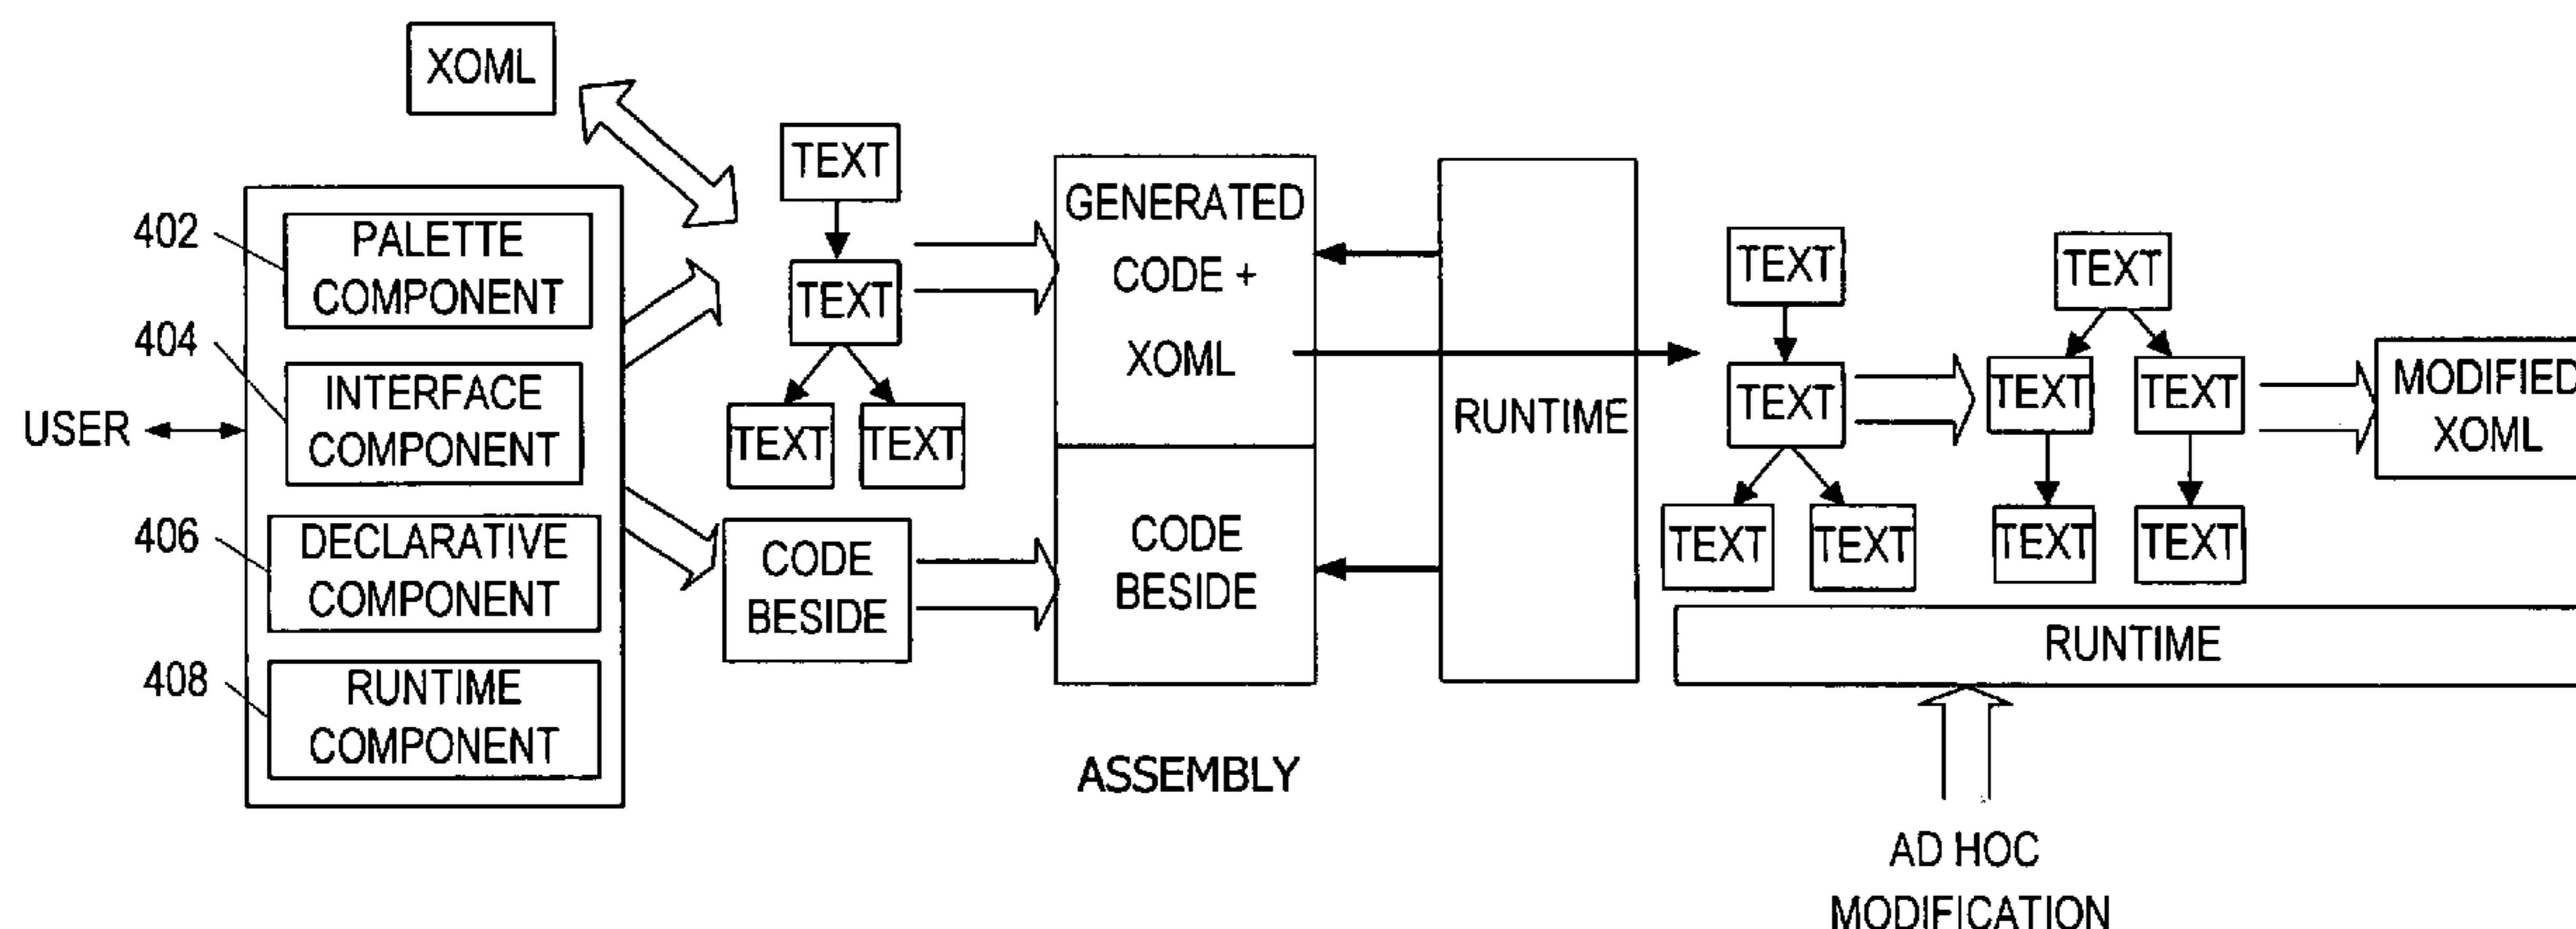 XOML
402
PALETTE
COMPONENT
404
INTERFACE
COMPONENT
USER
406
DECLARATIVE
COMPONENT
408
RUNTIME
COMPONENT
TEXT
TEXT
TEXT TEXT
CODE
BESIDE
GENERATED
CODE +
XOML
CODE
BESIDE
ASSEMBLY
RUNTIME
TEXT
TEXT
TEXT TEXT
TEXT
TEXT TEXT
TEXT TEXT
MODIFIED
XOML
RUNTIME
AD HOC
MODIFICATION